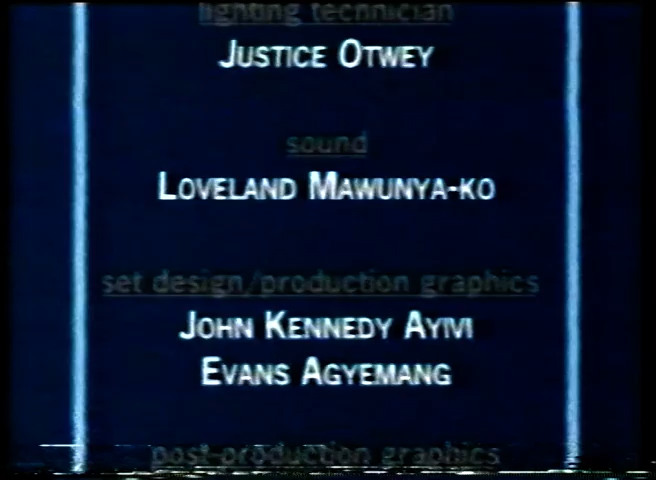 lighting technician
JUSTICE OTWEY
sound
LOVELAND MAWUNYA-KO
set design/production graphics
JOHN KENNEDY AYIVI
EVANS AGYEMANG
post-production graphics